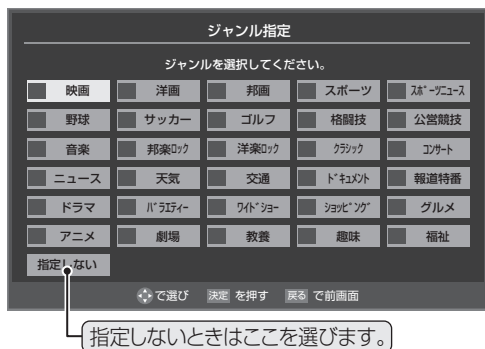 ジャンル指定
ジャンルを選択してください。
映画 洋画 邦画 スポーツ スポーツニュース
野球 サッカー ゴルフ 格闘技 公営競技
音楽 邦楽ロック 洋楽ロック クラシック コンサート
ニュース 天気 交通 ドキュメント 報道特番
ドラマ バラエティー ワイドショー ショッピング グルメ
アニメ 劇場 教養 趣味 福祉
指定しない
で選び 決定 を押す 戻る で前画面
指定しないときはここを選びます。